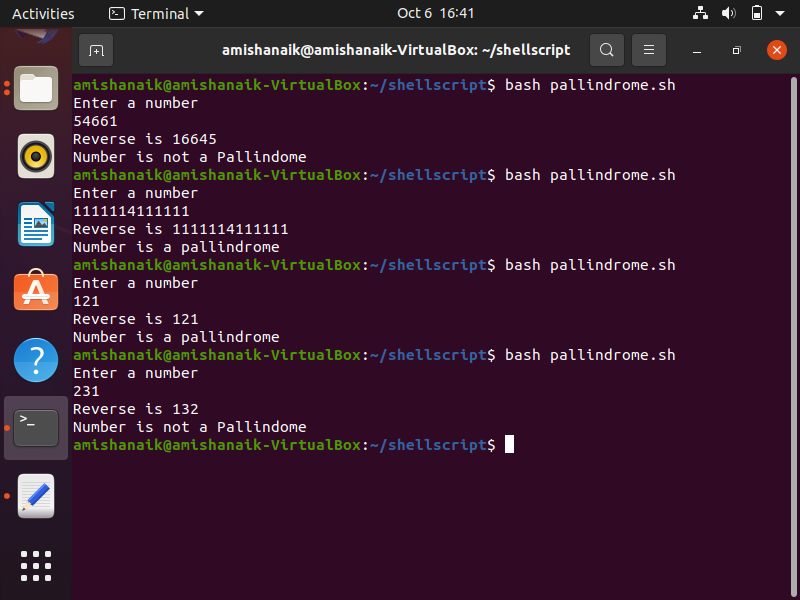 Activities Terminal Oct 6 16:41
amishanaik@amishanaik-VirtualBox: ~/shellscript
amishanaik@amishanaik-VirtualBox:~/shellscript$ bash pallindrome.sh
Enter a number
54661
Reverse is 16645
Number is not a Pallindome
amishanaik@amishanaik-VirtualBox:~/shellscript$ bash pallindrome.sh
Enter a number
1111114111111
Reverse is 1111114111111
Number is a pallindrome
amishanaik@amishanaik-VirtualBox:~/shellscript$ bash pallindrome.sh
Enter a number
121
Reverse is 121
Number is a pallindrome
amishanaik@amishanaik-VirtualBox:~/shellscript$ bash pallindrome.sh
Enter a number
231
Reverse is 132
Number is not a Pallindome
amishanaik@amishanaik-VirtualBox:~/shellscript$